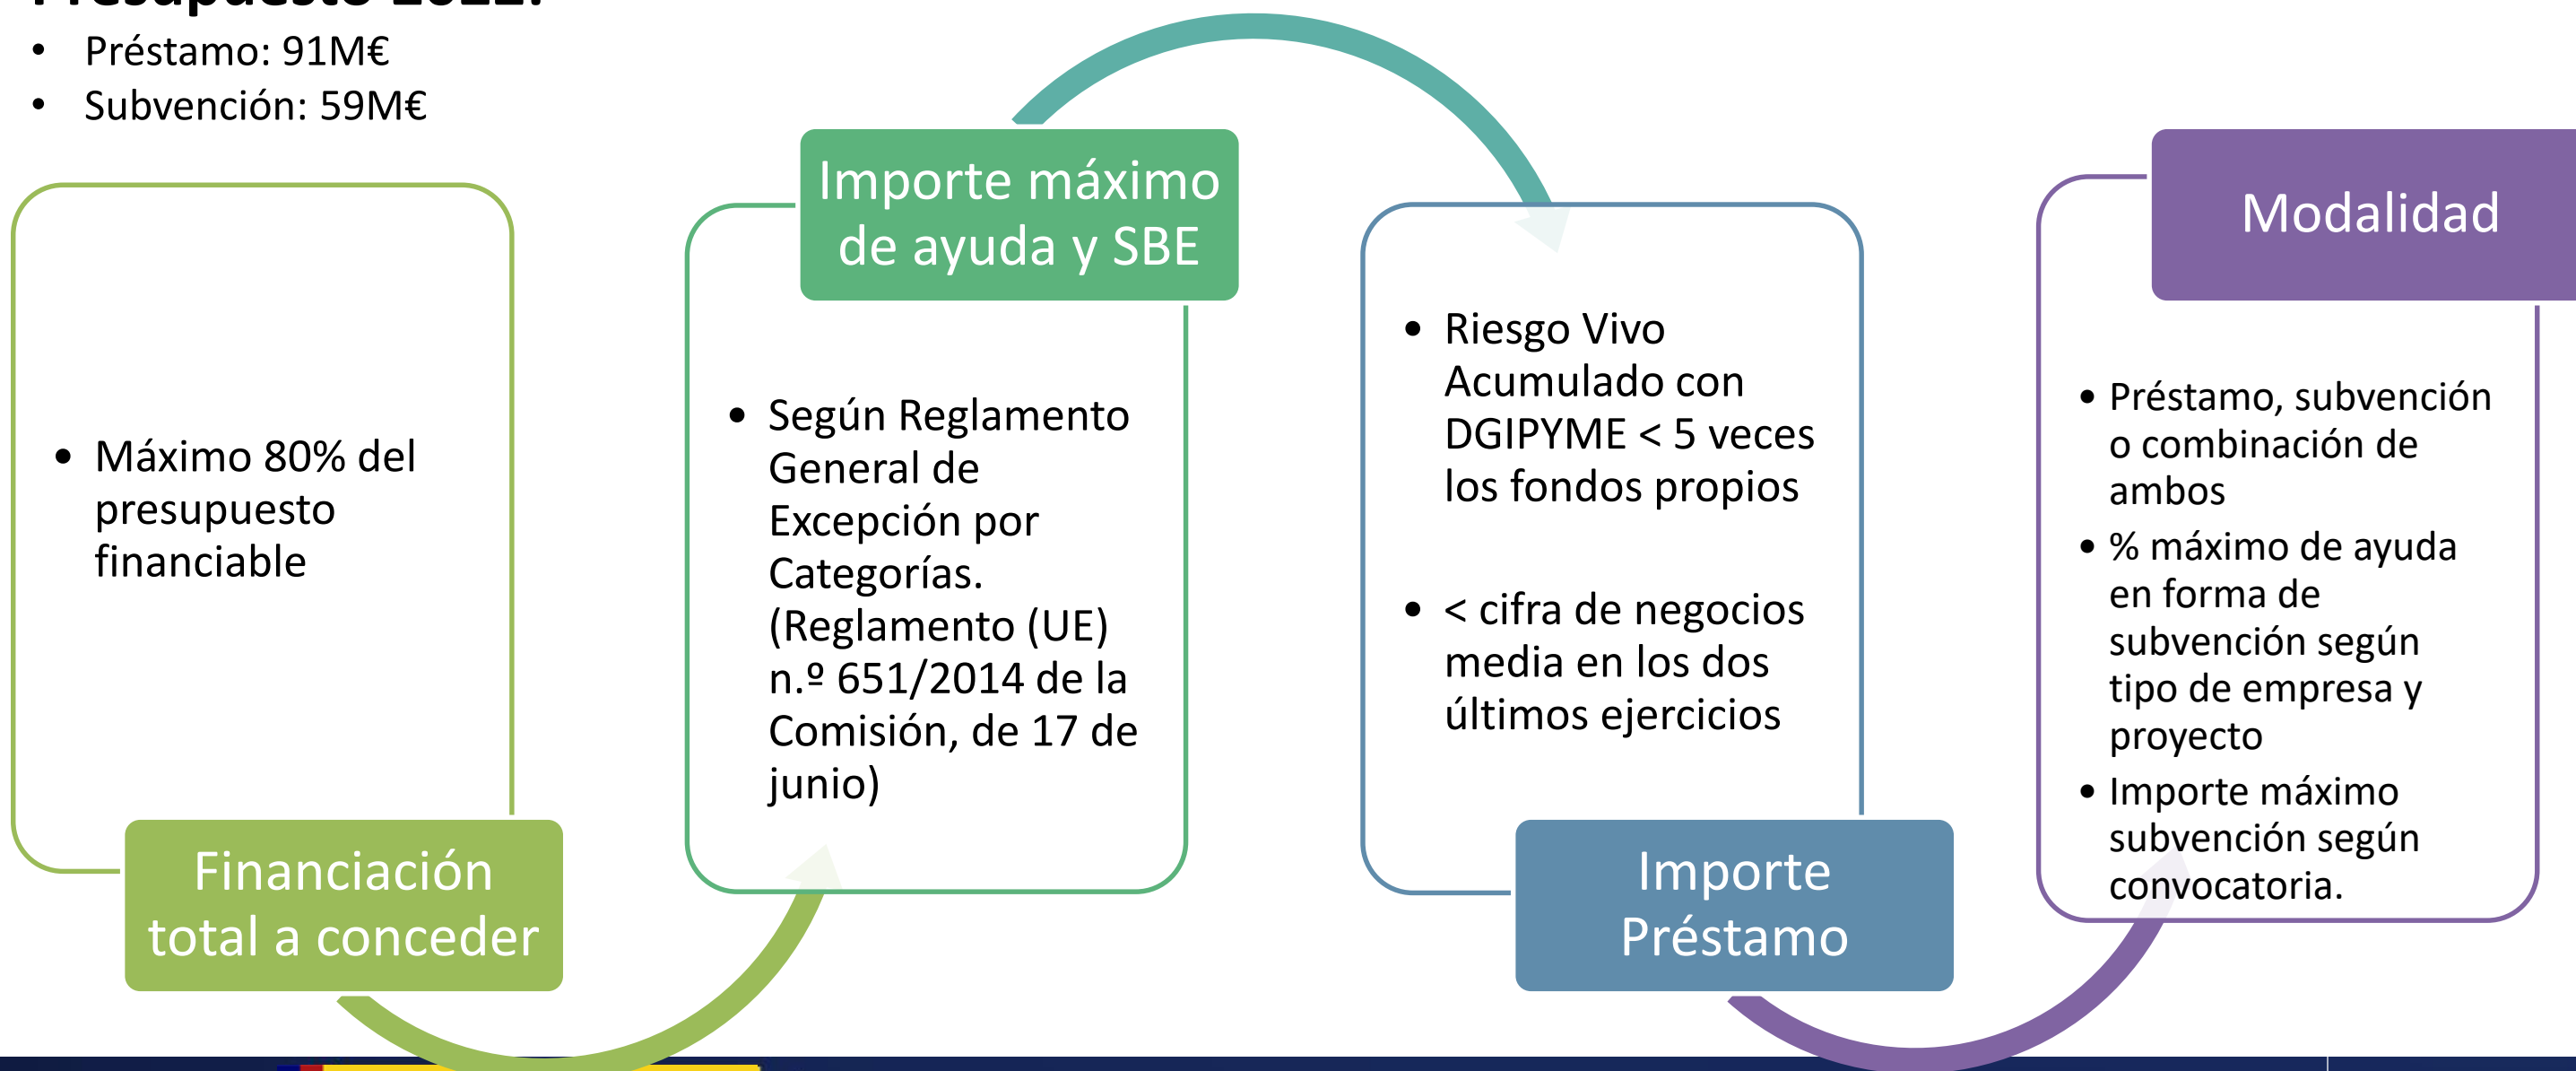 Presupuesto 2022:
• Préstamo: 91M€
• Subvención: 59M€
• Máximo 80% del
presupuesto
financiable
Financiación
total a conceder
Importe máximo
de ayuda y SBE
• Según Reglamento
General de
Excepción por
Categorías.
(Reglamento (UE)
n.º 651/2014 de la
Comisión, de 17 de
junio)
• Riesgo Vivo
Acumulado con
DGIPYME < 5 veces
los fondos propios
• < cifra de negocios
media en los dos
últimos ejercicios
Importe
Préstamo
Modalidad
• Préstamo, subvención
o combinación de
ambos
• % máximo de ayuda
en forma de
subvención según
tipo de empresa y
proyecto
• Importe máximo
subvención según
convocatoria.